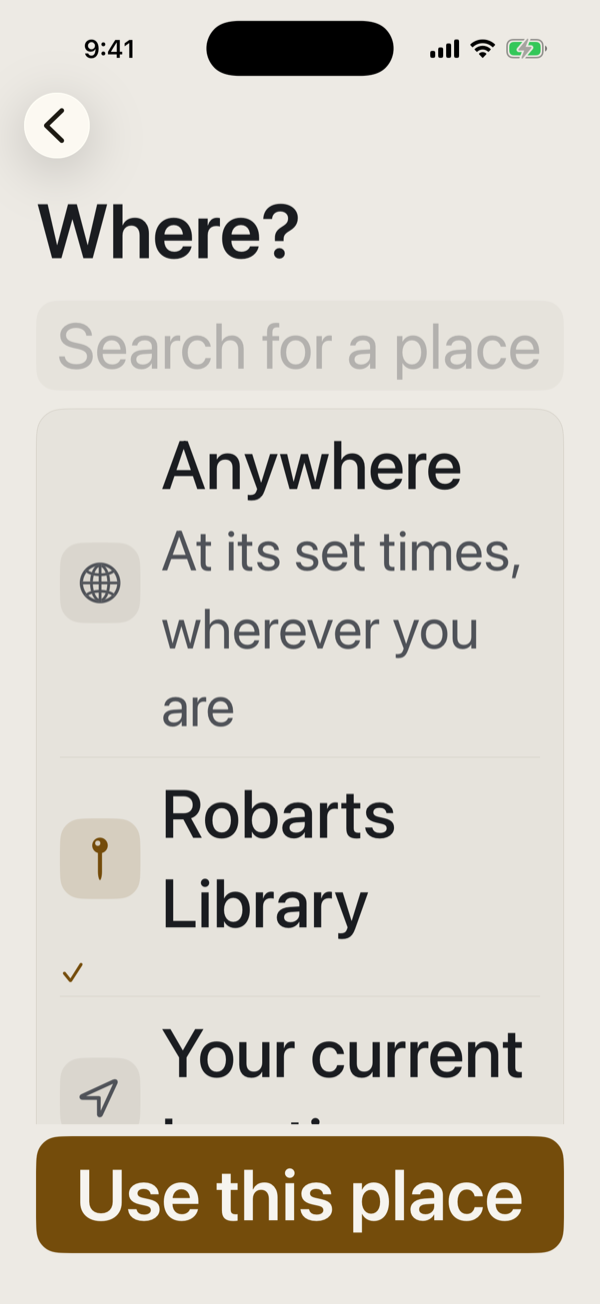 9:41
Where?
Search for a place
Anywhere
At its set times,
wherever you
are
Robarts
Library
Your current
Use this place